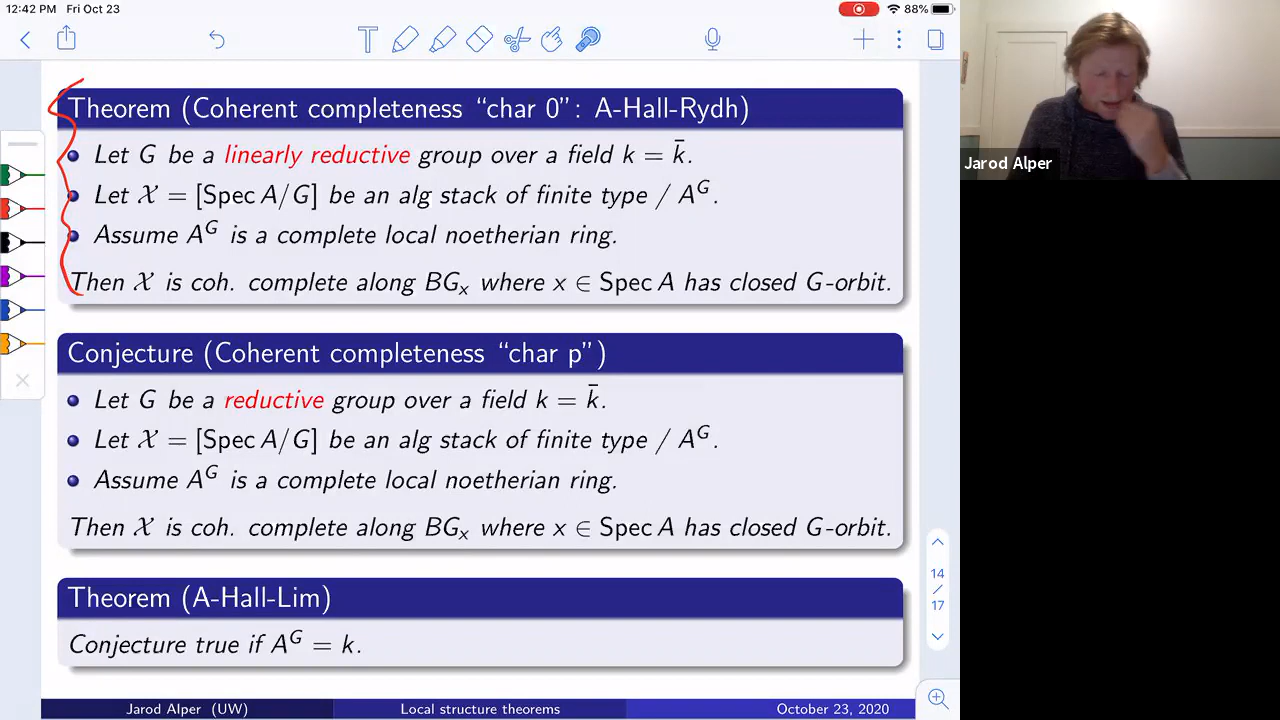 12:42 PM Fri Oct 23
88%
Theorem (Coherent completeness “char 0”: A-Hall-Rydh)
Let G be a linearly reductive group over a field k = k̄.
Let 𝒳 = [Spec A/G] be an alg stack of finite type / A^G.
Assume A^G is a complete local noetherian ring.
Then 𝒳 is coh. complete along BG_x where x ∈ Spec A has closed G-orbit.
Conjecture (Coherent completeness “char p”)
Let G be a reductive group over a field k = k̄.
Let 𝒳 = [Spec A/G] be an alg stack of finite type / A^G.
Assume A^G is a complete local noetherian ring.
Then 𝒳 is coh. complete along BG_x where x ∈ Spec A has closed G-orbit.
Theorem (A-Hall-Lim)
Conjecture true if A^G = k.
14
/
17
Jarod Alper (UW)
Local structure theorems
October 23, 2020
Jarod Alper